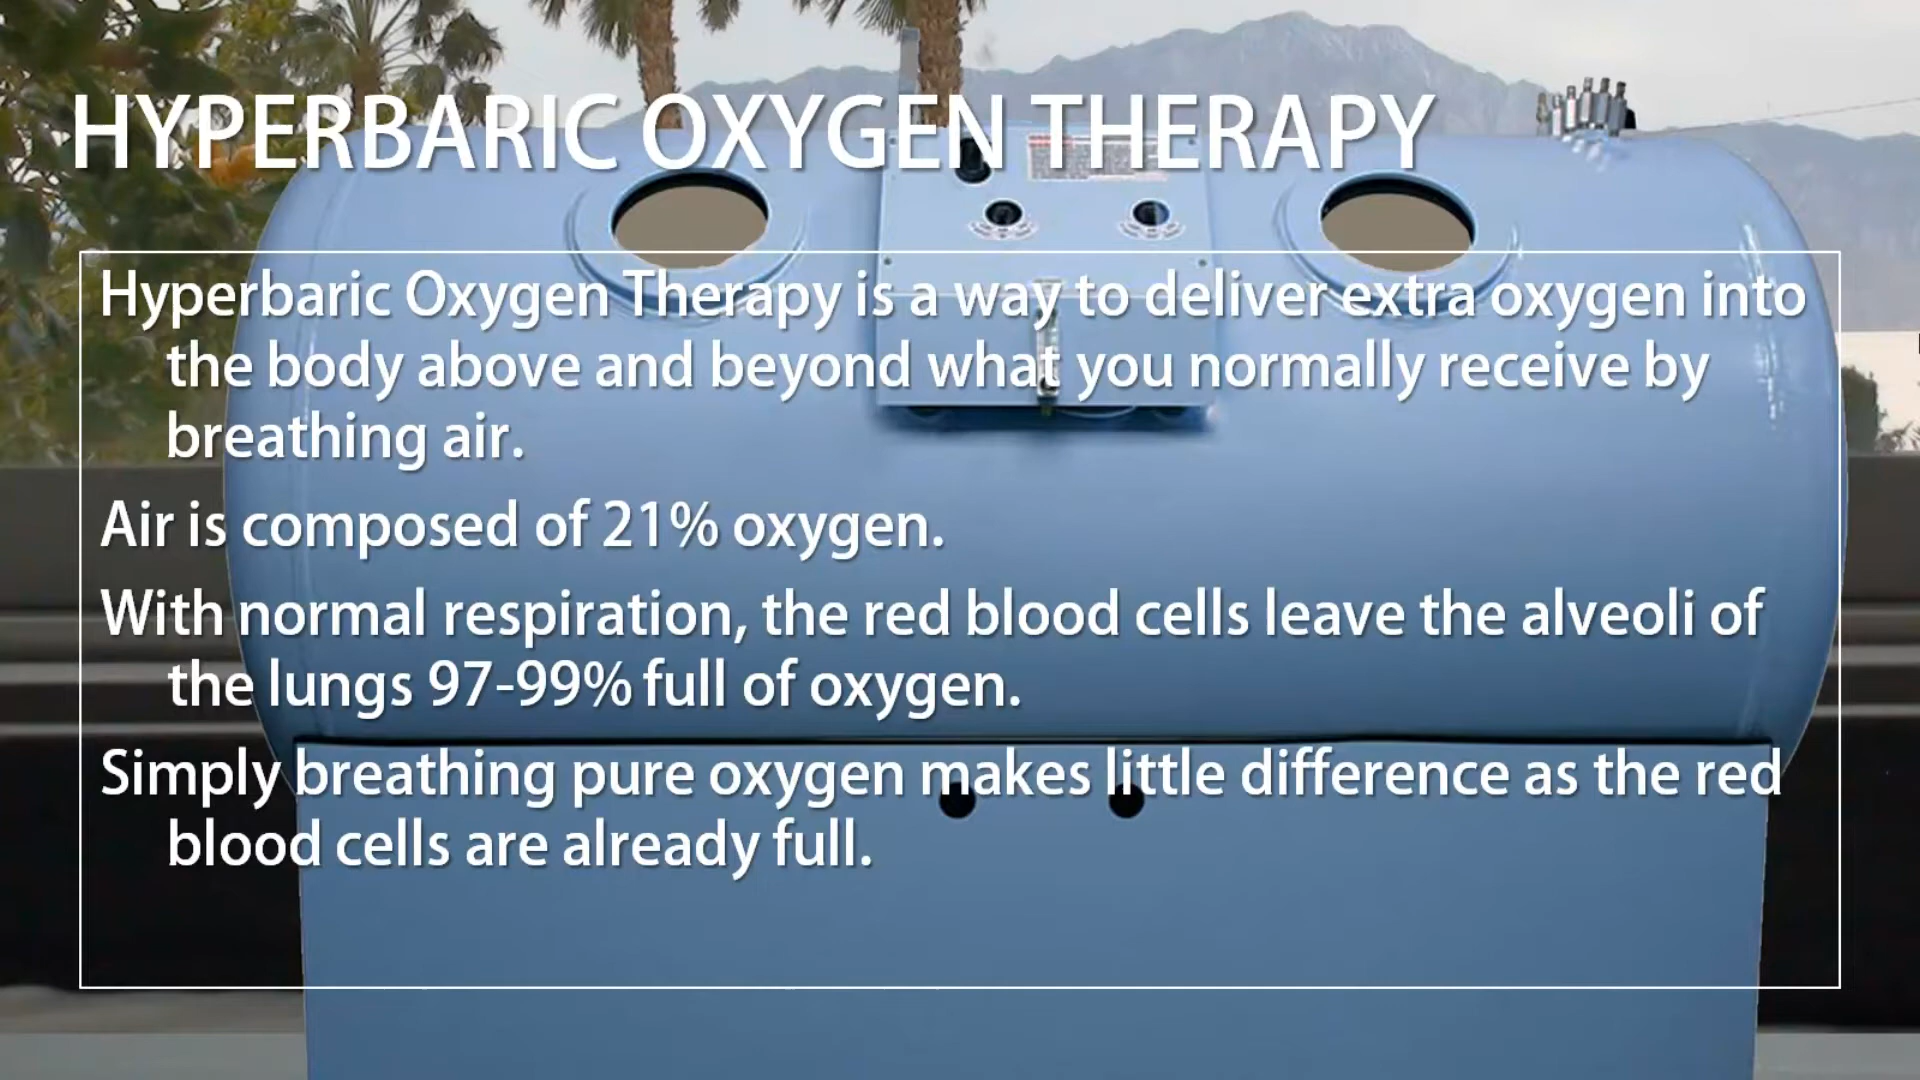 HYPERBARIC OXYGEN THERAPY
Hyperbaric Oxygen Therapy is a way to deliver extra oxygen into
the body above and beyond what you normally receive by
breathing air.
Air is composed of 21% oxygen.
With normal respiration, the red blood cells leave the alveoli of
the lungs 97-99% full of oxygen.
Simply breathing pure oxygen makes little difference as the red
blood cells are already full.